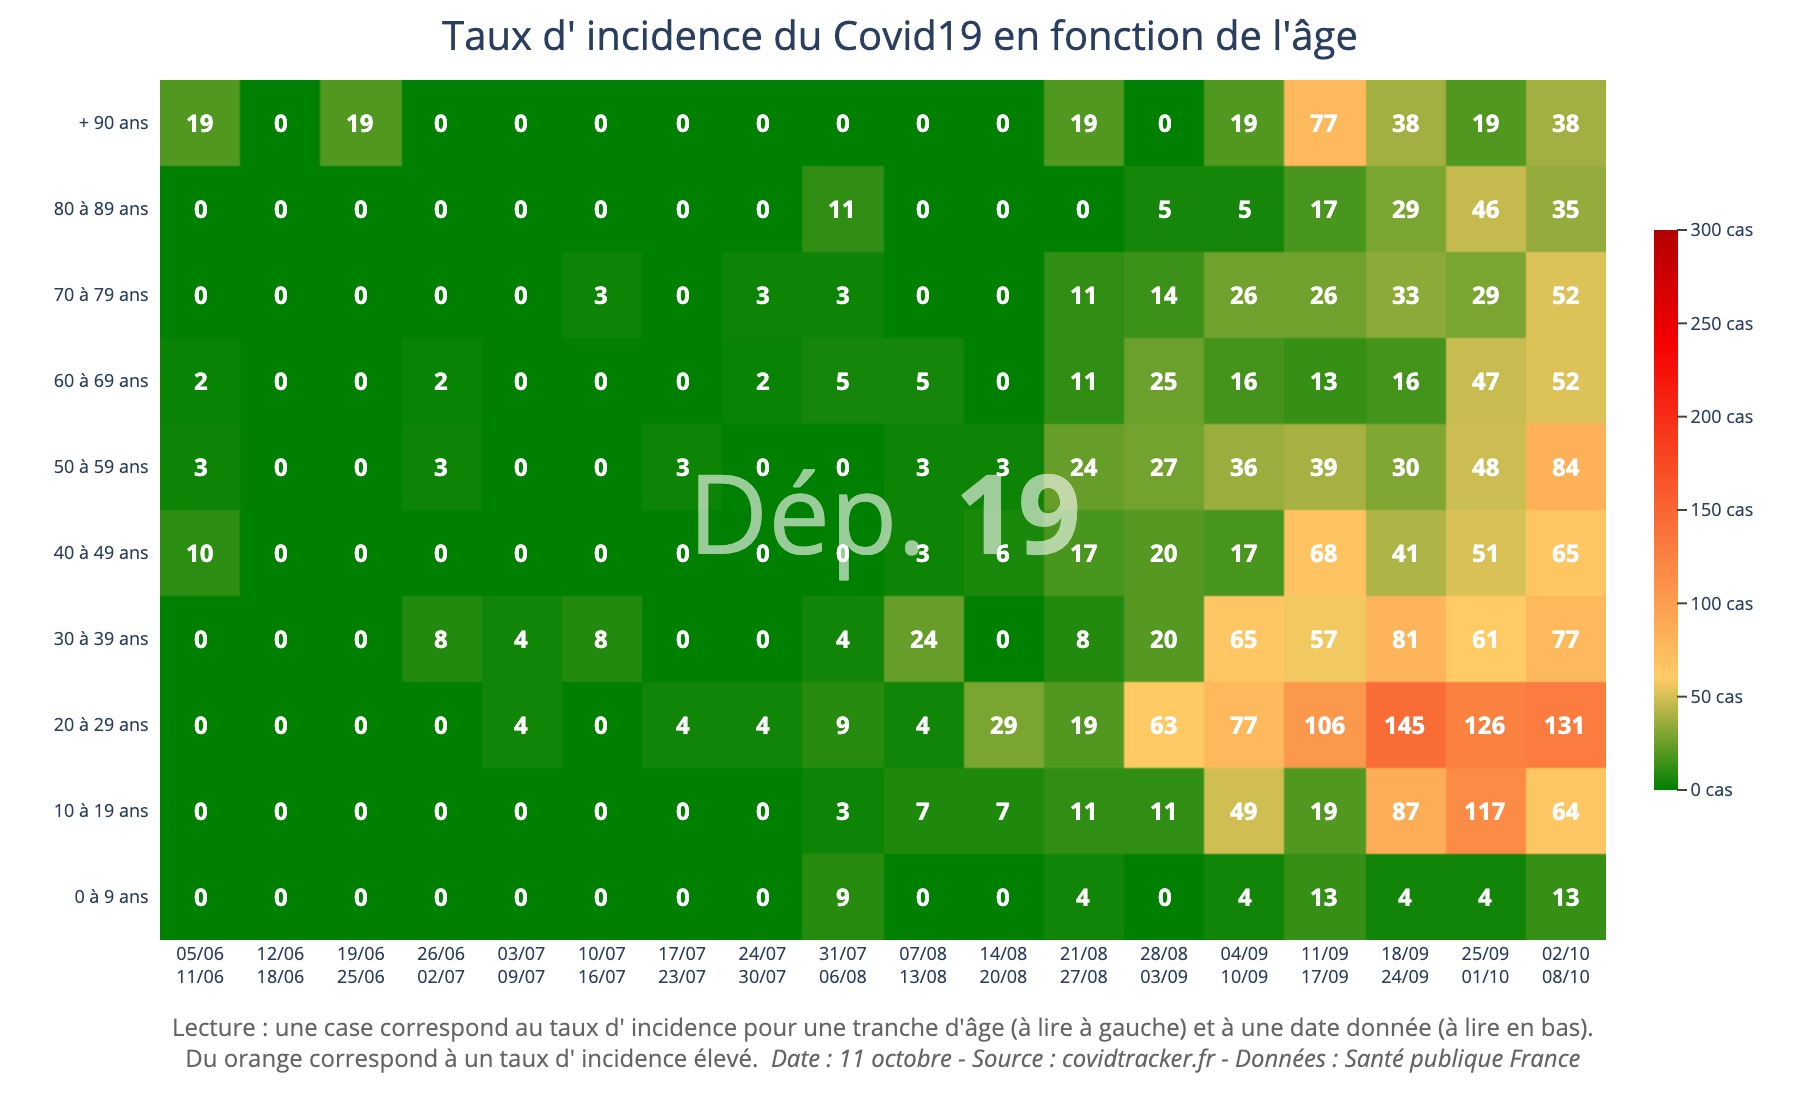 Taux d' incidence du Covid19 en fonction de l'âge
+ 90 ans 19 0 19 0 0 0 0 0 0 0 0 19 0 19 77 38 19 38
80 à 89 ans 0 0 0 0 0 0 0 0 11 0 0 0 5 5 17 29 46 35
70 à 79 ans 0 0 0 0 0 3 0 3 3 0 0 11 14 26 26 33 29 52
60 à 69 ans 2 0 0 2 0 0 0 2 5 5 0 11 25 16 13 16 47 52
50 à 59 ans 3 0 0 3 0 0 3 0 0 3 3 24 27 36 39 30 48 84
Dép. 19
40 à 49 ans 10 0 0 0 0 0 0 0 0 3 6 17 20 17 68 41 51 65
30 à 39 ans 0 0 0 8 4 8 0 0 4 24 0 8 20 65 57 81 61 77
20 à 29 ans 0 0 0 0 4 0 4 4 9 4 29 19 63 77 106 145 126 131
10 à 19 ans 0 0 0 0 0 0 0 0 3 7 7 11 11 49 19 87 117 64
0 à 9 ans 0 0 0 0 0 0 0 0 9 0 0 4 0 4 13 4 4 13
05/06 12/06 19/06 26/06 03/07 10/07 17/07 24/07 31/07 07/08 14/08 21/08 28/08 04/09 11/09 18/09 25/09 02/10
11/06 18/06 25/06 02/07 09/07 16/07 23/07 30/07 06/08 13/08 20/08 27/08 03/09 10/09 17/09 24/09 01/10 08/10
300 cas
250 cas
200 cas
150 cas
100 cas
50 cas
0 cas
Lecture : une case correspond au taux d' incidence pour une tranche d'âge (à lire à gauche) et à une date donnée (à lire en bas).
Du orange correspond à un taux d' incidence élevé. Date : 11 octobre - Source : covidtracker.fr - Données : Santé publique France